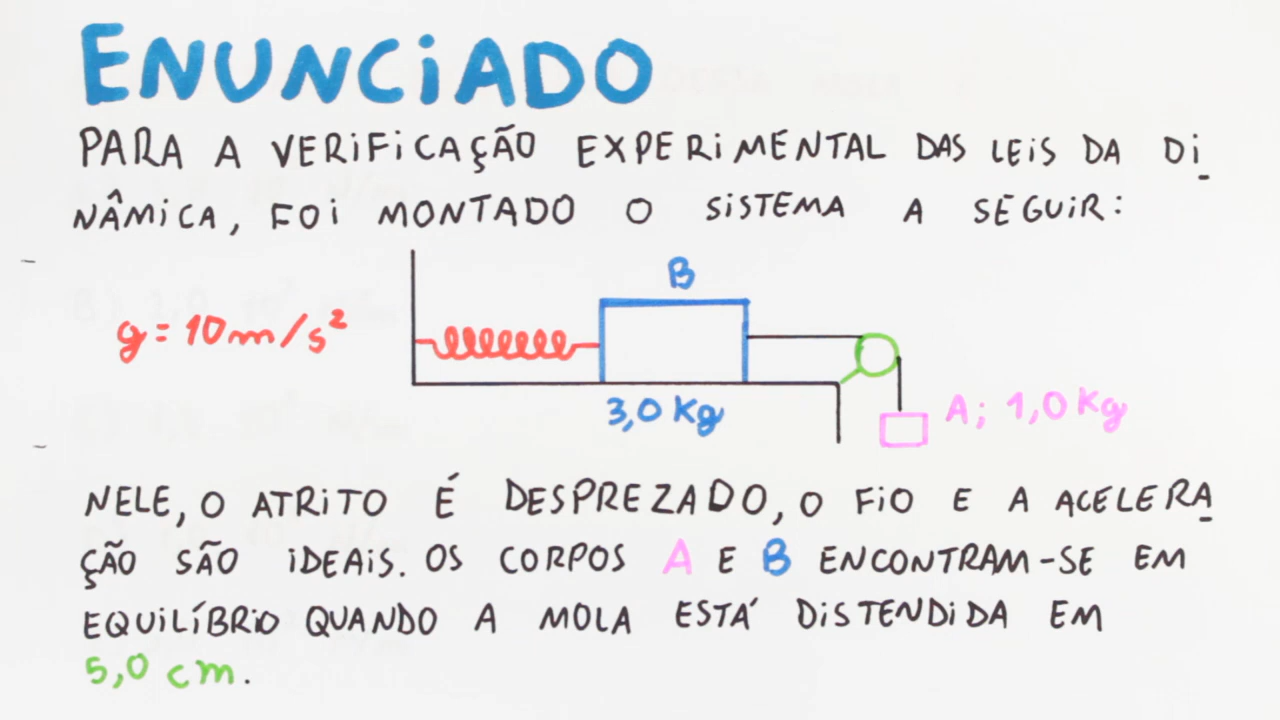 ENUNCiADO
PARA A VERiFiCAÇÃO EXPERiMENTAL DAS LEiS DA Di
NÂMiCA, FOi MONTADO O SiSTEMA A SEGUiR:
B
g = 10 m/s²
3,0 Kg
A; 1,0 Kg
NELE, O ATRiTO É DESPREZADO, O FiO E A ACELERA
ÇÃO SÃO iDEAiS. OS CORPOS A E B ENCONTRAM-SE EM
EQUiLÍBRiO QUANDO A MOLA ESTÁ DiSTENDiDA EM
5,0 cm.